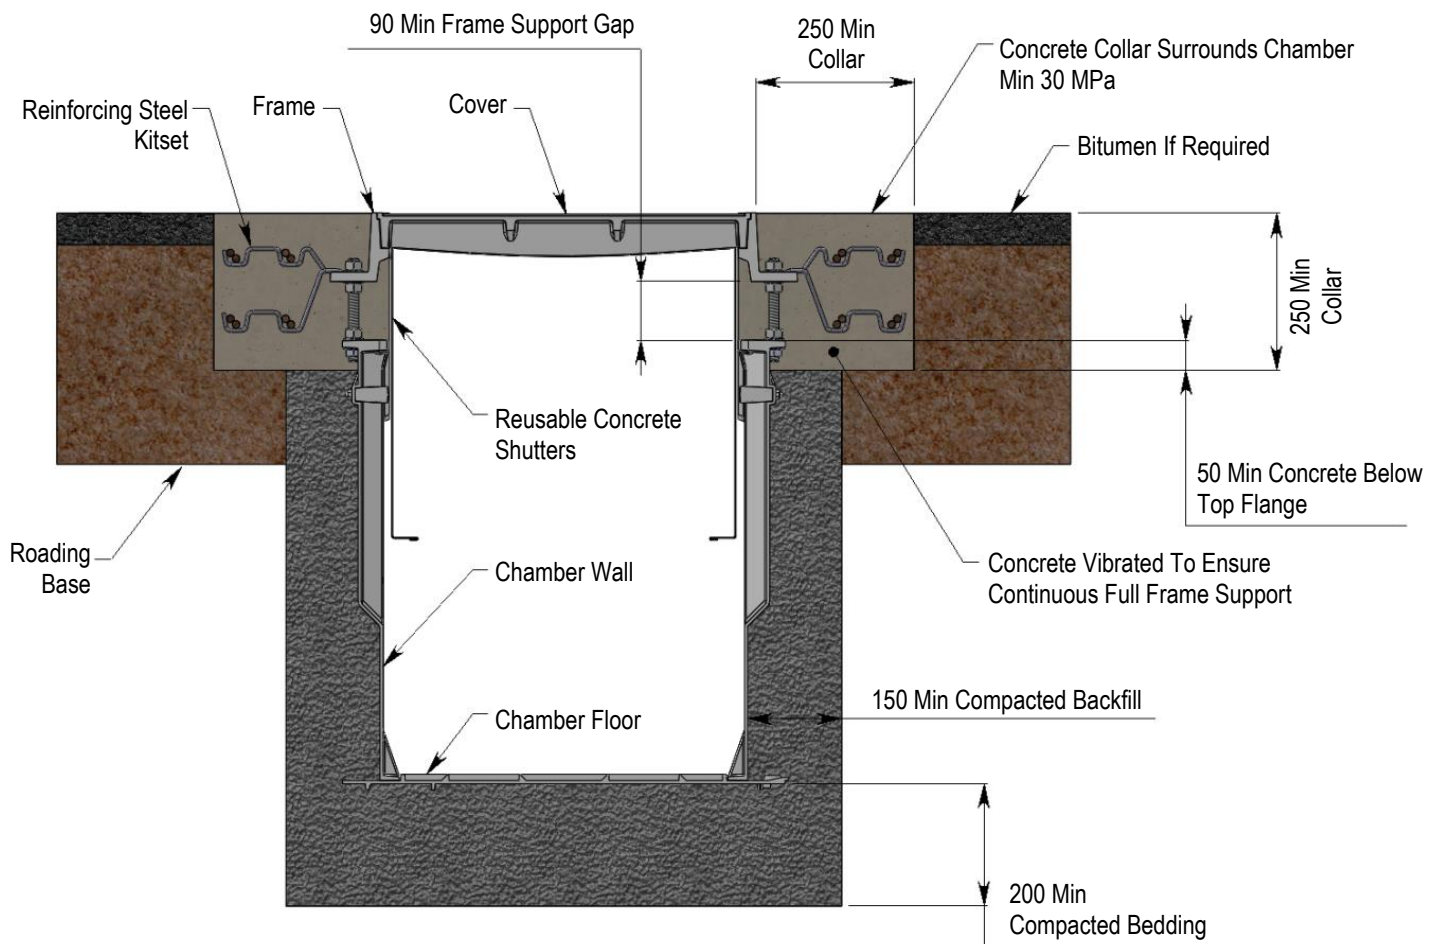 90 Min Frame Support Gap
250 Min
Collar
Concrete Collar Surrounds Chamber
Min 30 MPa
Reinforcing Steel
Kitset
Frame
Cover
Bitumen If Required
250 Min
Collar
Reusable Concrete
Shutters
50 Min Concrete Below
Top Flange
Roading
Base
Chamber Wall
Concrete Vibrated To Ensure
Continuous Full Frame Support
150 Min Compacted Backfill
Chamber Floor
200 Min
Compacted Bedding